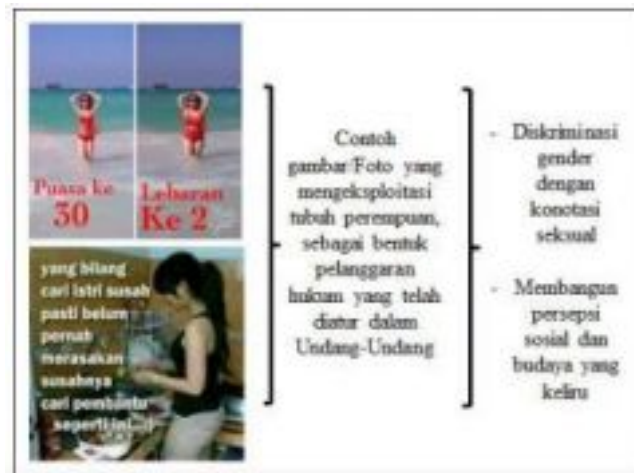 Puasa ke
30
Lebaran
Ke 2
yang bilang
cari istri susah
pasti belum
pernah
merasakan
susahnya
cari pembantu
seperti ini...:)
Contoh
gambar/Foto yang
mengeksploitasi
tubuh perempuan,
sebagai bentuk
pelanggaran
hukum yang telah
diatur dalam
Undang-Undang
- Diskriminasi
gender
dengan
konotasi
seksual
- Membangun
persepsi
sosial dan
budaya yang
keliru